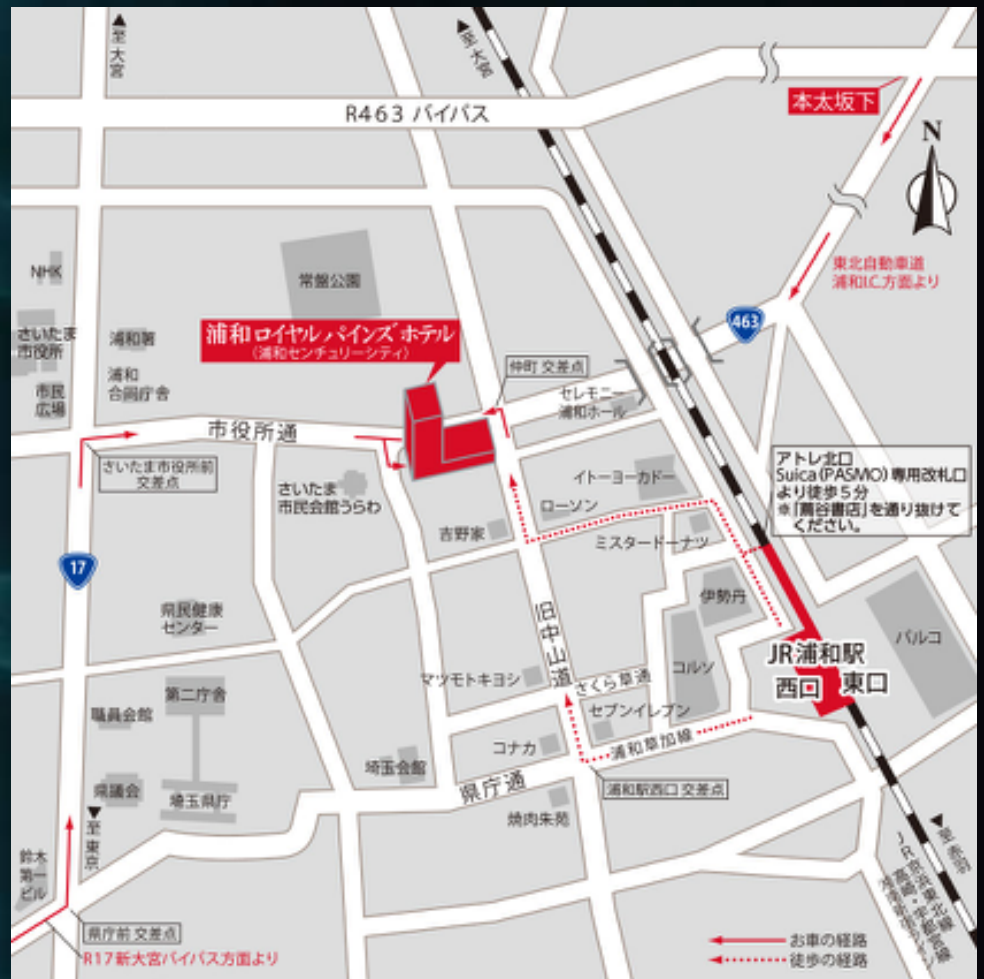 至大宮
至大宮
R463 バイパス
本太坂下
N
東北自動車道
浦和I.C.方面より
463
NHK
常盤公園
さいたま
市役所
浦和署
浦和ロイヤルパインズホテル
(浦和センチュリーシティ)
仲町 交差点
市民
広場
浦和
合同庁舎
セレモニー
浦和ホール
市役所通
さいたま市役所前
交差点
さいたま
市民会館うらわ
イトーヨーカドー
アトレ北口
Suica(PASMO)専用改札口
より徒歩5分
※「蔦谷書店」を通り抜けて
ください。
ローソン
吉野家
ミスタードーナツ
17
伊勢丹
県民健康
センター
旧中山道
パルコ
JR浦和駅
西口
東口
マツモトキヨシ
さくら草通
コルソ
第二庁舎
職員会館
セブンイレブン
コナカ
浦和草加線
埼玉会館
県庁通
浦和駅西口 交差点
県議会
埼玉県庁
焼肉朱苑
至東京
鈴木
第一
ビル
県庁前 交差点
R17新大宮バイパス方面より
お車の経路
徒歩の経路